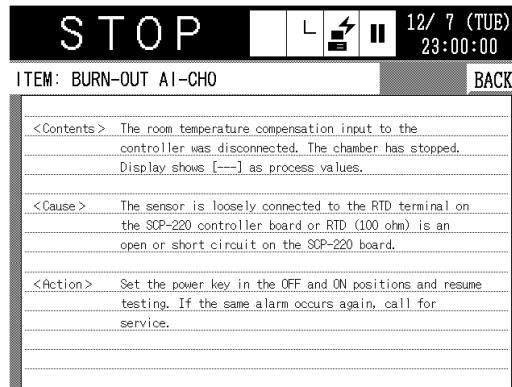 STOP
12/ 7 (TUE)
23:00:00
ITEM: BURN-OUT AI-CH0
BACK
<Contents> The room temperature compensation input to the
controller was disconnected. The chamber has stopped.
Display shows [---] as process values.
<Cause> The sensor is loosely connected to the RTD terminal on
the SCP-220 controller board or RTD (100 ohm) is an
open or short circuit on the SCP-220 board.
<Action> Set the power key in the OFF and ON positions and resume
testing. If the same alarm occurs again, call for
service.